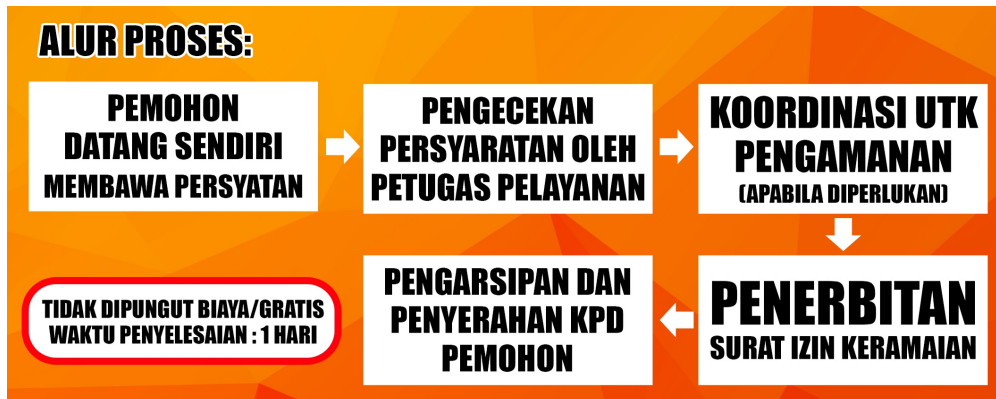 ALUR PROSES:
PEMOHON
DATANG SENDIRI
MEMBAWA PERSYATAN
PENGECEKAN
PERSYARATAN OLEH
PETUGAS PELAYANAN
KOORDINASI UTK
PENGAMANAN
(APABILA DIPERLUKAN)
PENERBITAN
SURAT IZIN KERAMAIAN
PENGARSIPAN DAN
PENYERAHAN KPD
PEMOHON
TIDAK DIPUNGUT BIAYA/GRATIS
WAKTU PENYELESAIAN : 1 HARI